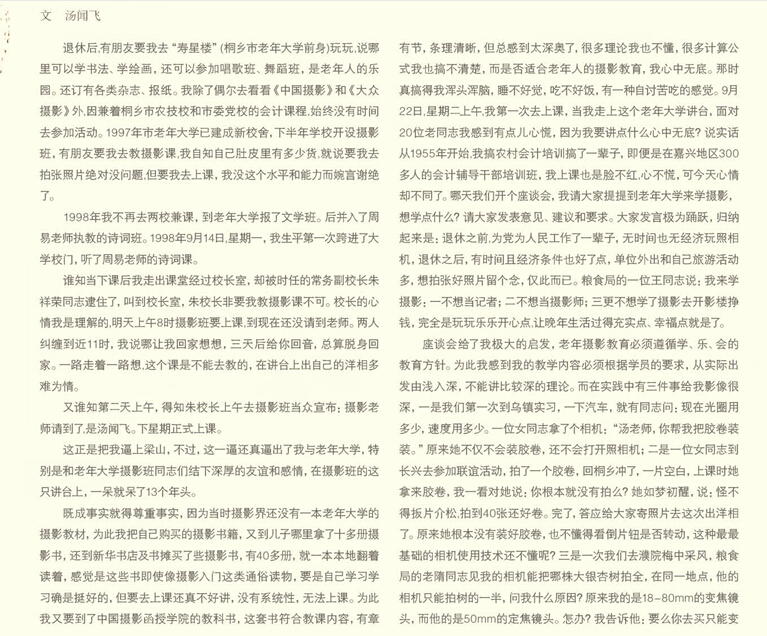 文　汤闻飞
退休后,有朋友要我去“寿星楼”(桐乡市老年大学前身)玩玩,说哪
里可以学书法、学绘画，还可以参加唱歌班、舞蹈班，是老年人的乐
园。还订有各类杂志、报纸。我除了偶尔去看看《中国摄影》和《大众
摄影》外,因兼着桐乡市农技校和市委党校的会计课程,始终没有时间
去参加活动。1997年市老年大学已建成新校舍,下半年学校开设摄影
班，有朋友要我去教摄影课,我自知自己肚皮里有多少货,就说要我去
拍张照片绝对没问题,但要我去上课，我没这个水平和能力而婉言谢绝
了。
1998年我不再去两校兼课，到老年大学报了文学班。后并入了周
易老师执教的诗词班。1998年9月14日,星期一，我生平第一次跨进了大
学校门，听了周易老师的诗词课。
谁知当下课后我走出课堂经过校长室，却被时任的常务副校长朱
祥荣同志逮住了，叫到校长室，朱校长非要我教摄影课不可。校长的心
情我是理解的,明天上午8时摄影班要上课,到现在还没请到老师。两人
纠缠到近11时，我说哪让我回家想想，三天后给你回音，总算脱身回
家。一路走着一路想,这个课是不能去教的，在讲台上出自己的洋相多
难为情。
又谁知第二天上午，得知朱校长上午去摄影班当众宣布；摄影老
师请到了,是汤闻飞。下星期正式上课。
这正是把我逼上梁山，不过，这一逼还真逼出了我与老年大学，特
别是和老年大学摄影班同志们结下深厚的友谊和感情，在摄影班的这
只讲台上，一呆就呆了13个年头。
既成事实就得尊重事实，因为当时摄影界还没有一本老年大学的
摄影教材，为此我把自己购买的摄影书籍，又到儿子哪里拿了十多册摄
影书，还到新华书店及书摊买了些摄影书，有40多册，就一本本地翻着
读着，感觉是这些书即使像摄影入门这类通俗读物，要是自己学习学
习确是挺好的，但要去上课还真不好讲，没有系统性，无法上课。为此
我又要到了中国摄影函授学院的教科书，这套书符合教课内容，有章
有节，条理清晰，但总感到太深奥了，很多理论我也不懂，很多计算公
式我也搞不清楚，而是否适合老年人的摄影教育，我心中无底。那时
真搞得我浑头浑脑，睡不好觉，吃不好饭，有一种自讨苦吃的感觉。9月
22日,星期二上午,我第一次去上课，当我走上这个老年大学讲台，面对
20位老同志我感到有点儿心慌，因为我要讲点什么心中无底？说实话
从1955年开始,我搞农村会计培训搞了一辈子，即便是在嘉兴地区300
多人的会计辅导干部培训班，我上课也是脸不红,心不慌，可今天心情
却不同了。哪天我们开个座谈会，我请大家提提到老年大学来学摄影，
想学点什么？请大家发表意见、建议和要求。大家发言极为踊跃，归纳
起来是；退休之前,为党为人民工作了一辈子，无时间也无经济玩照相
机，退休之后，有时间且经济条件也好了点，单位外出和自己旅游活动
多，想拍张好照片留个念，仅此而已。粮食局的一位王同志说；我来学
摄影；一不想当记者；二不想当摄影师；三更不想学了摄影去开影楼挣
钱，完全是玩玩乐乐开心点,让晚年生活过得充实点、幸福点就是了。
座谈会给了我极大的启发，老年摄影教育必须遵循学、乐、会的
教育方针。为此我感到我的教学内容必须根据学员的要求，从实际出
发由浅入深，不能讲比较深的理论。而在实践中有三件事给我影像很
深，一是我们第一次到乌镇实习，一下汽车，就有同志问；现在光圈用
多少，速度用多少。一位女同志拿了个相机；“汤老师，你帮我把胶卷装
装。”原来她不仅不会装胶卷，还不会打开照相机；二是一位女同志到
长兴去参加联谊活动，拍了一个胶卷，回桐乡冲了，一片空白，上课时她
拿来胶卷，我一看对她说；你根本就没有拍么？她如梦初醒，说；怪不
得扳片介松,拍到40张还好卷。完了，答应给大家寄照片去这次出洋相
了。原来她根本没有装好胶卷，也不懂得看倒片钮是否转动，这种最最
基础的相机使用技术还不懂呢？三是一次我们去濮院梅中采风，粮食
局的老隋同志见我的相机能把哪株大银杏树拍全，在同一地点，他的
相机只能拍树的一半，问我什么原因？原来我的是18-80mm的变焦镜
头，而他的是50mm的定焦镜头。怎办？我告诉他；要么你去买只能变